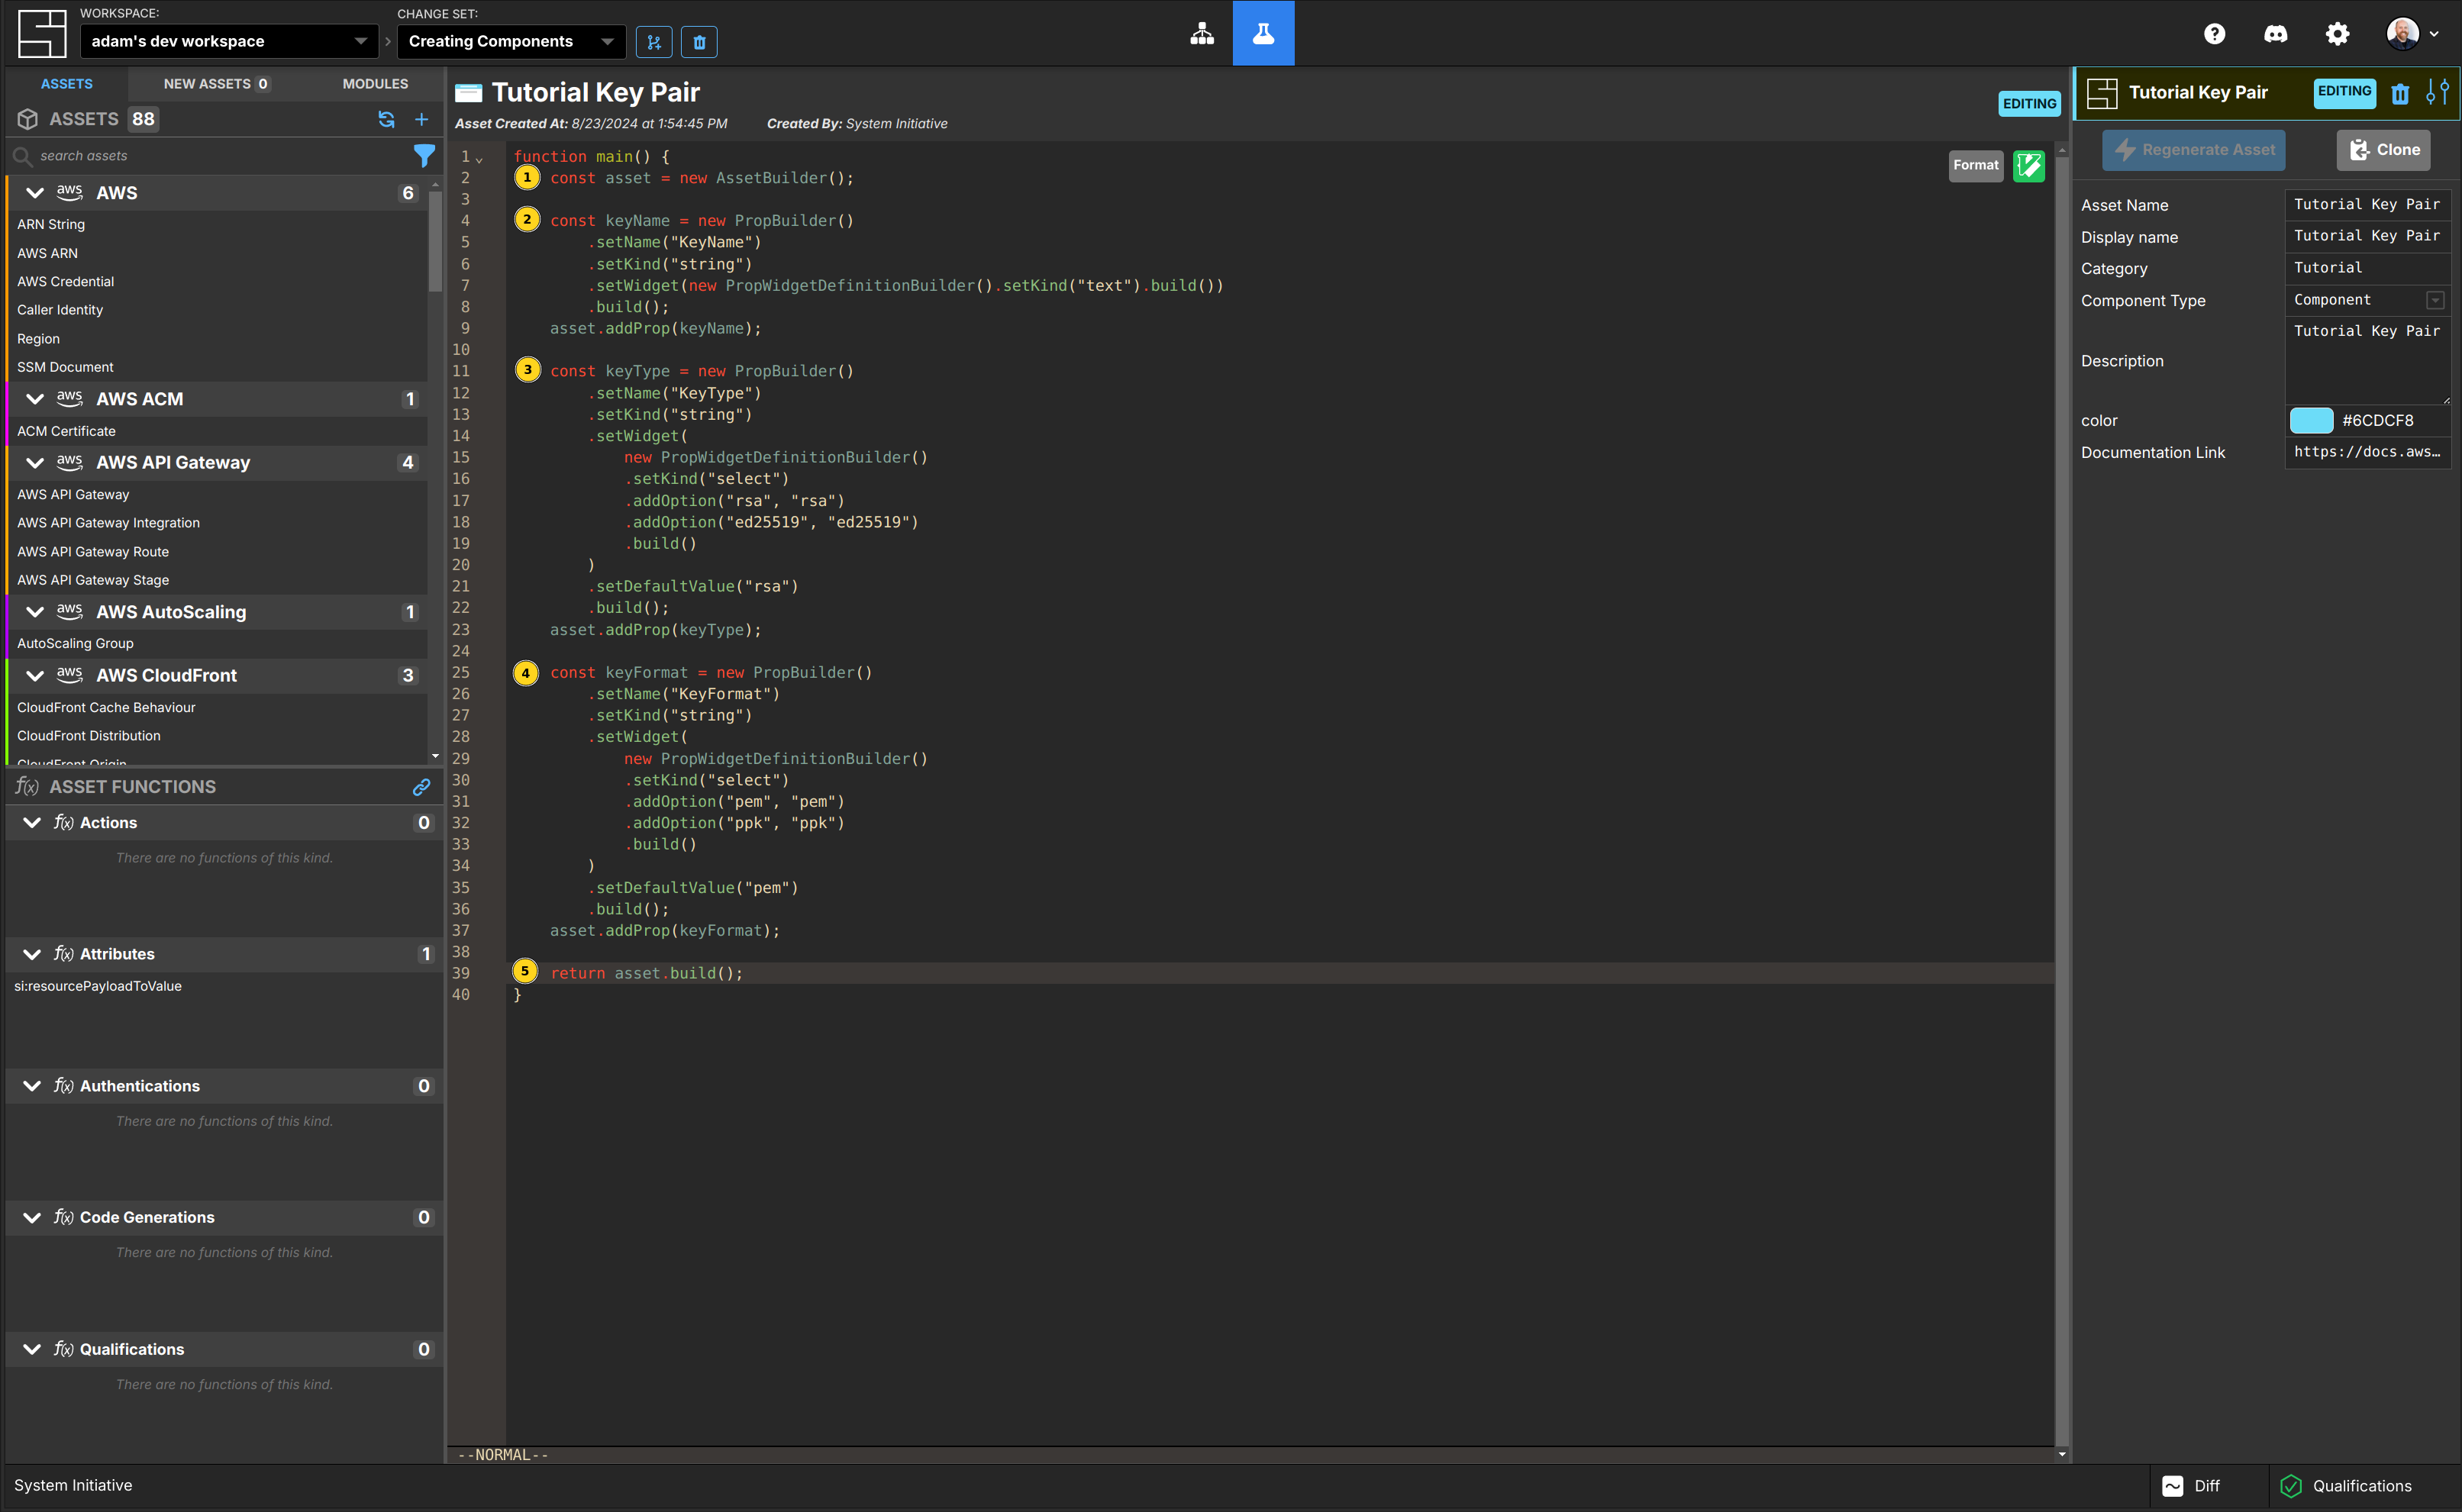 WORKSPACE:
adam's dev workspace
CHANGE SET:
Creating Components
ASSETS
NEW ASSETS 0
MODULES
ASSETS 88
search assets
aws AWS 6
ARN String
AWS ARN
AWS Credential
Caller Identity
Region
SSM Document
aws AWS ACM 1
ACM Certificate
aws AWS API Gateway 4
AWS API Gateway
AWS API Gateway Integration
AWS API Gateway Route
AWS API Gateway Stage
aws AWS AutoScaling 1
AutoScaling Group
aws AWS CloudFront 3
CloudFront Cache Behaviour
CloudFront Distribution
CloudFront Origin
f(x) ASSET FUNCTIONS
f(x) Actions 0
There are no functions of this kind.
f(x) Attributes 1
si:resourcePayloadToValue
f(x) Authentications 0
There are no functions of this kind.
f(x) Code Generations 0
There are no functions of this kind.
f(x) Qualifications 0
There are no functions of this kind.
Tutorial Key Pair
Asset Created At: 8/23/2024 at 1:54:45 PM Created By: System Initiative
EDITING
Format
1 function main() {
2 1 const asset = new AssetBuilder();
3
4 2 const keyName = new PropBuilder()
5 .setName("KeyName")
6 .setKind("string")
7 .setWidget(new PropWidgetDefinitionBuilder().setKind("text").build())
8 .build();
9 asset.addProp(keyName);
10
11 3 const keyType = new PropBuilder()
12 .setName("KeyType")
13 .setKind("string")
14 .setWidget(
15 new PropWidgetDefinitionBuilder()
16 .setKind("select")
17 .addOption("rsa", "rsa")
18 .addOption("ed25519", "ed25519")
19 .build()
20 )
21 .setDefaultValue("rsa")
22 .build();
23 asset.addProp(keyType);
24
25 4 const keyFormat = new PropBuilder()
26 .setName("KeyFormat")
27 .setKind("string")
28 .setWidget(
29 new PropWidgetDefinitionBuilder()
30 .setKind("select")
31 .addOption("pem", "pem")
32 .addOption("ppk", "ppk")
33 .build()
34 )
35 .setDefaultValue("pem")
36 .build();
37 asset.addProp(keyFormat);
38
39 5 return asset.build();
40 }
--NORMAL--
Tutorial Key Pair
EDITING
Regenerate Asset
Clone
Asset Name Tutorial Key Pair
Display name Tutorial Key Pair
Category Tutorial
Component Type Component
Description Tutorial Key Pair
color #6CDCF8
Documentation Link https://docs.aws…
System Initiative
Diff
Qualifications